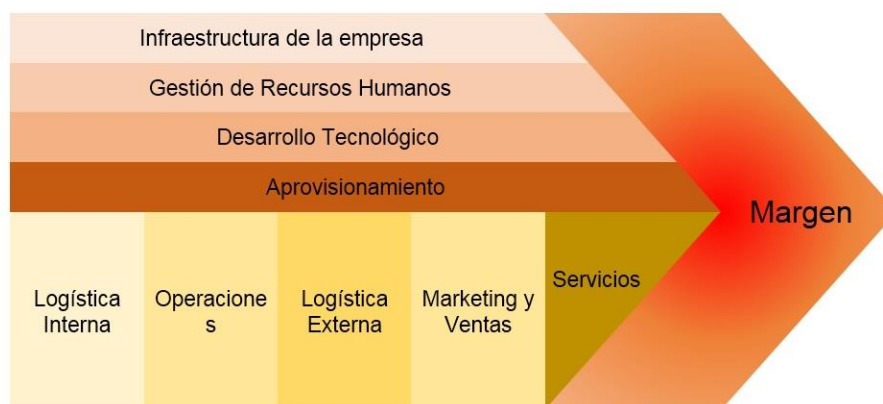 Infraestructura de la empresa
Gestión de Recursos Humanos
Desarrollo Tecnológico
Aprovisionamiento
Margen
Logística
Interna
Operacione
s
Logística
Externa
Marketing y
Ventas
Servicios